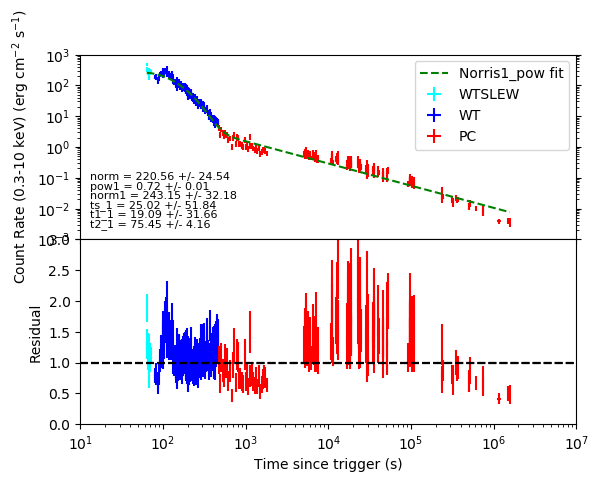 Count Rate (0.3-10 keV) (erg cm⁻² s⁻¹)
10³
10²
10¹
10⁰
10⁻¹
10⁻²
10⁻³
Norris1_pow fit
WTSLEW
WT
PC
norm = 220.56 +/- 24.54
pow1 = 0.72 +/- 0.01
norm1 = 243.15 +/- 32.18
ts_1 = 25.02 +/- 51.84
t1_1 = 19.09 +/- 31.66
t2_1 = 75.45 +/- 4.16
Residual
3.0
2.5
2.0
1.5
1.0
0.5
0.0
10¹ 10² 10³ 10⁴ 10⁵ 10⁶ 10⁷
Time since trigger (s)